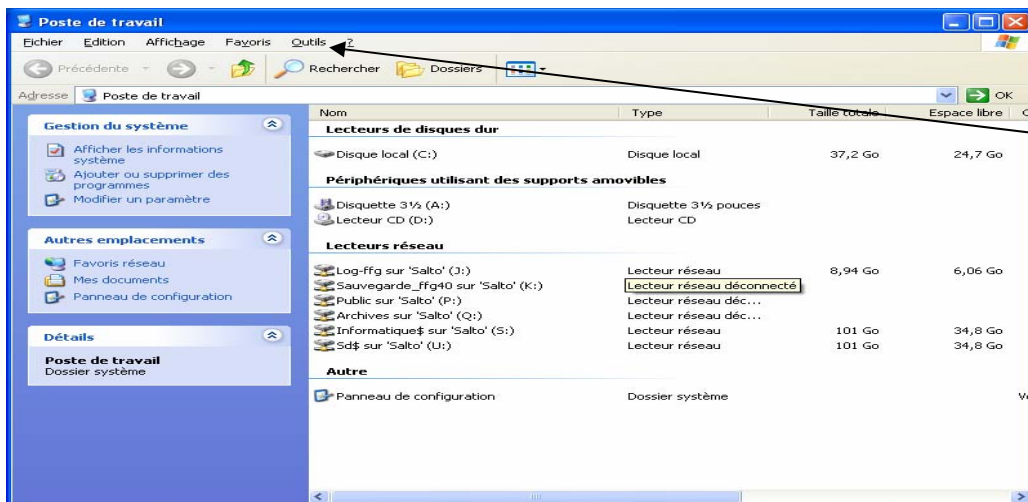 Poste de travail
Fichier Edition Affichage Favoris Outils ?
Précédente Rechercher Dossiers
Adresse Poste de travail OK
Gestion du système
Afficher les informations
système
Ajouter ou supprimer des
programmes
Modifier un paramètre
Autres emplacements
Favoris réseau
Mes documents
Panneau de configuration
Détails
Poste de travail
Dossier système
Nom Type Taille totale Espace libre
Lecteurs de disques dur
Disque local (C:) Disque local 37,2 Go 24,7 Go
Périphériques utilisant des supports amovibles
Disquette 3½ (A:) Disquette 3½ pouces
Lecteur CD (D:) Lecteur CD
Lecteurs réseau
Log-ffg sur 'Salto' (J:) Lecteur réseau 8,94 Go 6,06 Go
Sauvegarde_ffg40 sur 'Salto' (K:) Lecteur réseau déconnecté
Public sur 'Salto' (P:) Lecteur réseau déc...
Archives sur 'Salto' (Q:) Lecteur réseau déc...
Informatique$ sur 'Salto' (S:) Lecteur réseau 101 Go 34,8 Go
Sd$ sur 'Salto' (U:) Lecteur réseau 101 Go 34,8 Go
Autre
Panneau de configuration Dossier système